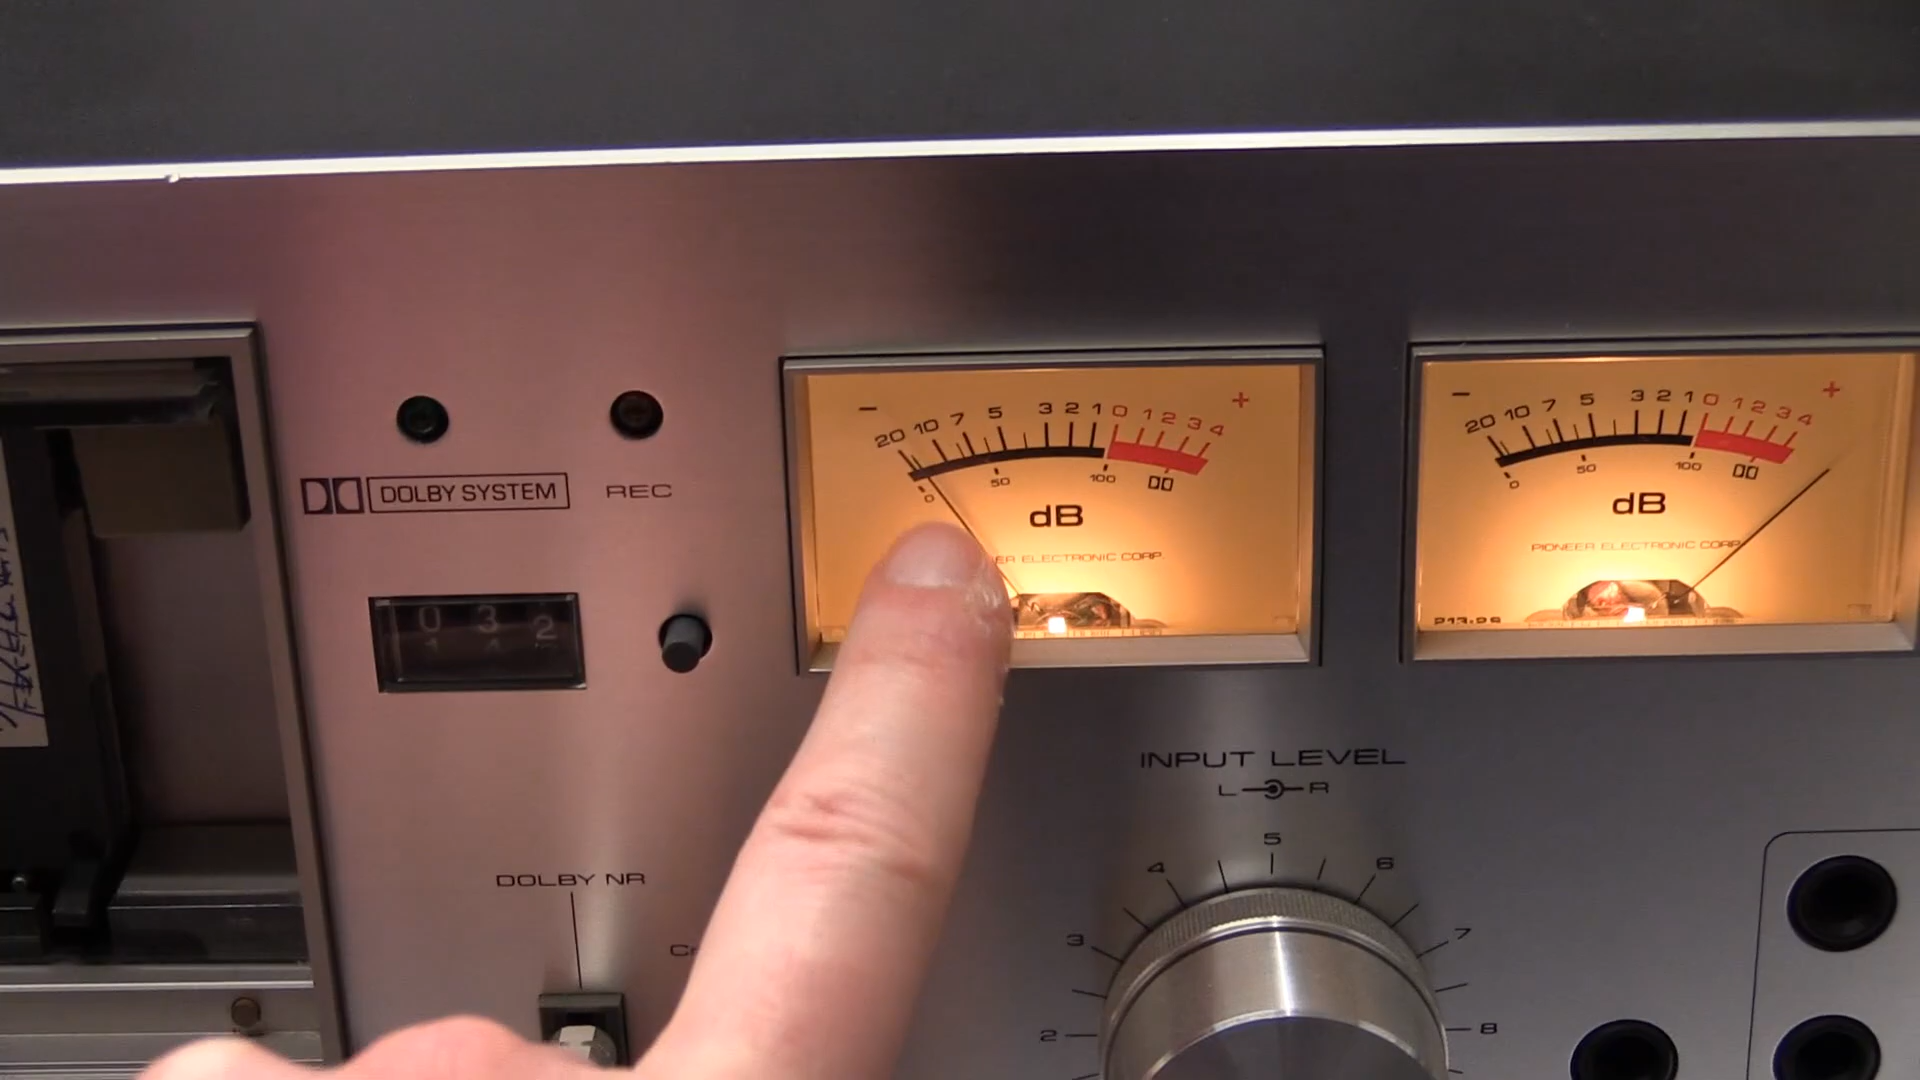 − 20 10 7 5 3 2 1 0 1 2 3 4 +
0 50 100
dB
ER ELECTRONIC CORP.
− 20 10 7 5 3 2 1 0 1 2 3 4 +
0 50 100
dB
PIONEER ELECTRONIC CORP.
DOLBY SYSTEM
REC
0 3 2
INPUT LEVEL
L R
2 3 4 5 6 7 8
DOLBY NR
Cr